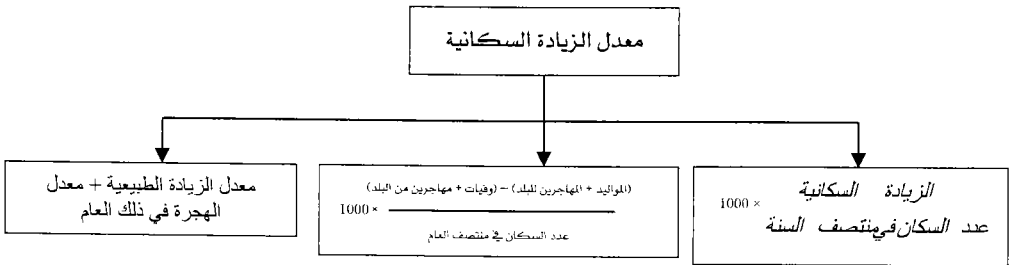 معدل الزيادة السكانية
الزيادة السكانية
1000 ×
عدد السكان في منتصف السنة
(المواليد + المهاجرين للبلد) – (وفيات + مهاجرين من البلد)
1000 ×
عدد السكان في منتصف العام
معدل الزيادة الطبيعية + معدل
الهجرة في ذلك العام